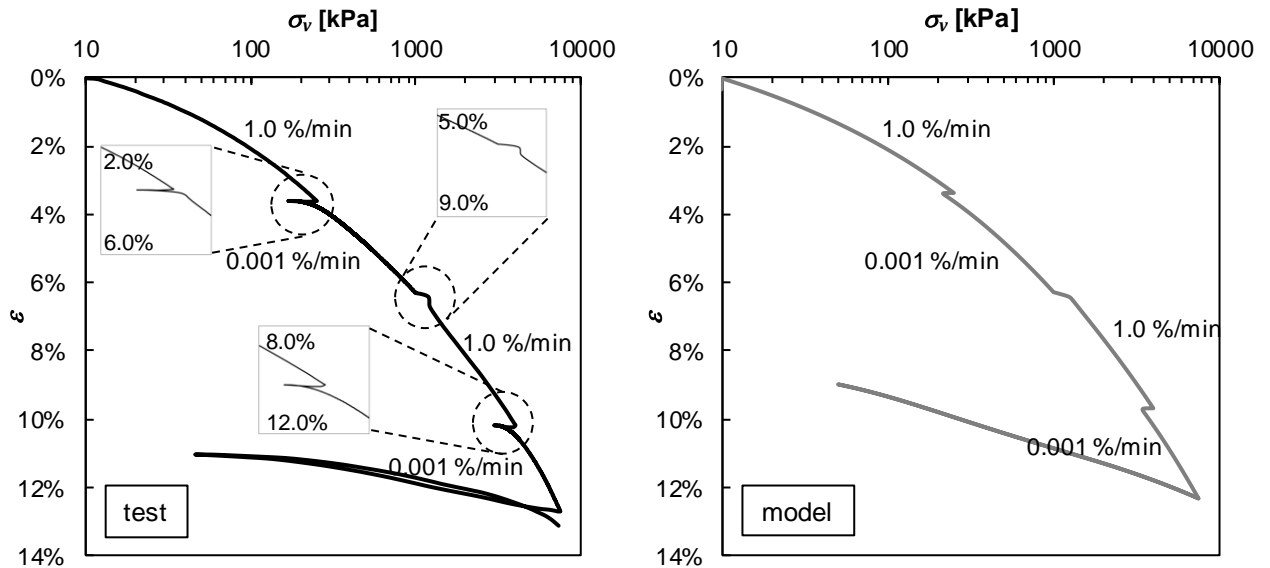 σv [kPa]
10 100 1000 10000
0%
2%
4%
6%
8%
10%
12%
14%
ε
1.0 %/min
5.0%
9.0%
2.0%
6.0%
0.001 %/min
8.0%
12.0%
1.0 %/min
0.001 %/min
test
σv [kPa]
10 100 1000 10000
0%
2%
4%
6%
8%
10%
12%
14%
ε
1.0 %/min
0.001 %/min
1.0 %/min
0.001 %/min
model